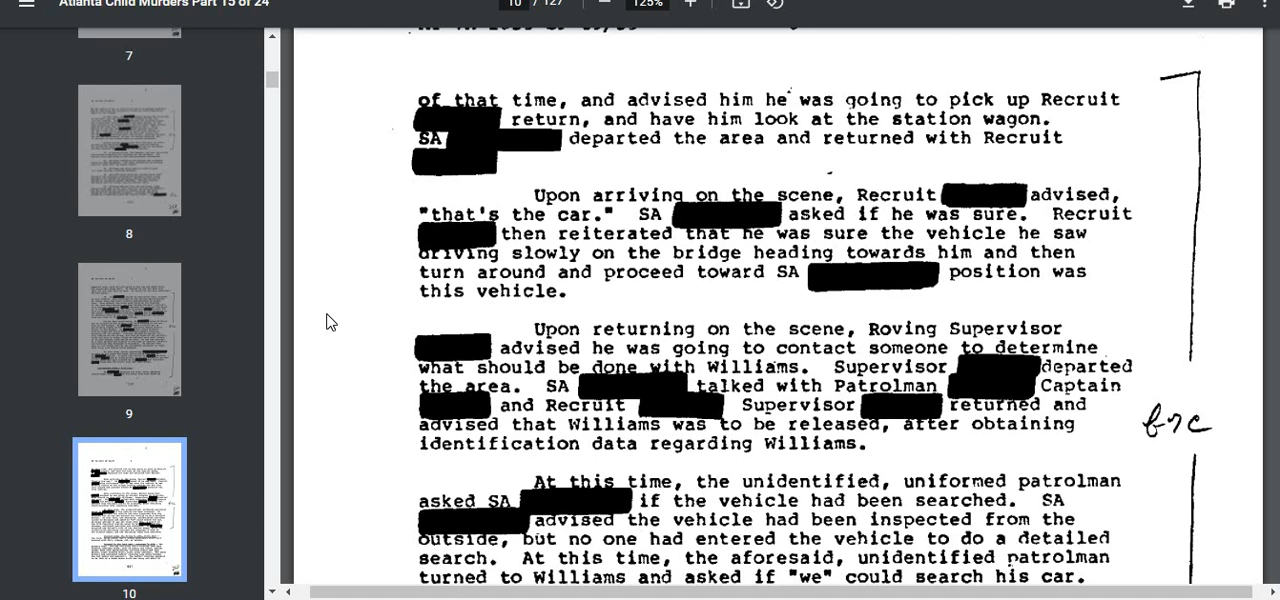 Atlanta Child Murders Part 15 of 24
10 / 127
125%
7
8
9
10
of that time, and advised him he was going to pick up Recruit
return, and have him look at the station wagon.
SA departed the area and returned with Recruit
Upon arriving on the scene, Recruit advised,
"that's the car." SA asked if he was sure. Recruit
then reiterated that he was sure the vehicle he saw
driving slowly on the bridge heading towards him and then
turn around and proceed toward SA position was
this vehicle.
Upon returning on the scene, Roving Supervisor
advised he was going to contact someone to determine
what should be done with Williams. Supervisor departed
the area. SA talked with Patrolman Captain
and Recruit Supervisor returned and
advised that Williams was to be released, after obtaining
identification data regarding Williams.
b7c
At this time, the unidentified, uniformed patrolman
asked SA if the vehicle had been searched. SA
advised the vehicle had been inspected from the
outside, but no one had entered the vehicle to do a detailed
search. At this time, the aforesaid, unidentified patrolman
turned to Williams and asked if "we" could search his car.